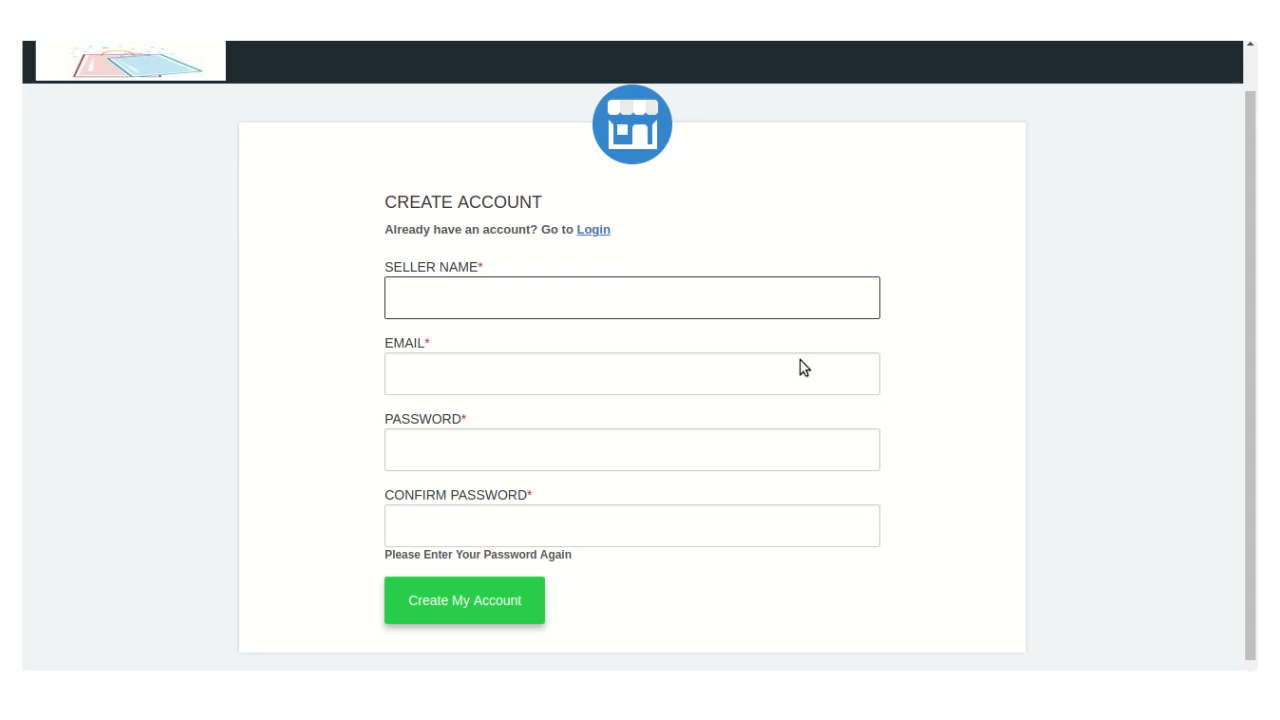 CREATE ACCOUNT
Already have an account? Go to Login
SELLER NAME*
EMAIL*
PASSWORD*
CONFIRM PASSWORD*
Please Enter Your Password Again
Create My Account